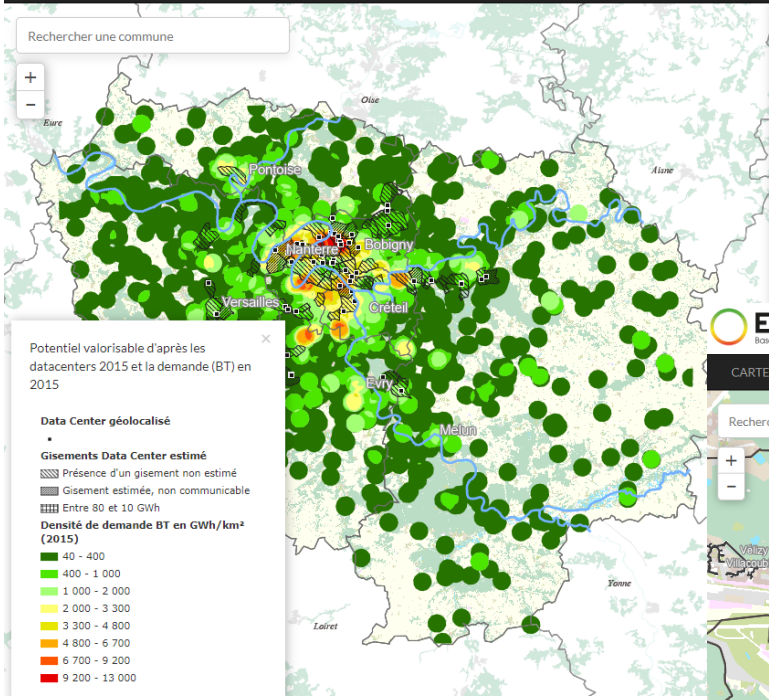 Rechercher une commune
+
−
Oise
Eure
Aisne
Pontoise
Nanterre
Bobigny
Versailles
Créteil
Evry
Melun
Yonne
Loiret
×
Potentiel valorisable d'après les
datacenters 2015 et la demande (BT) en
2015
Data Center géolocalisé
Gisements Data Center estimé
Présence d'un gisement non estimé
Gisement estimée, non communicable
Entre 80 et 10 GWh
Densité de demande BT en GWh/km²
(2015)
40 - 400
400 - 1 000
1 000 - 2 000
2 000 - 3 300
3 300 - 4 800
4 800 - 6 700
6 700 - 9 200
9 200 - 13 000
E
Bas
CARTE
Recherc
+
−
Vélizy
Villacoub